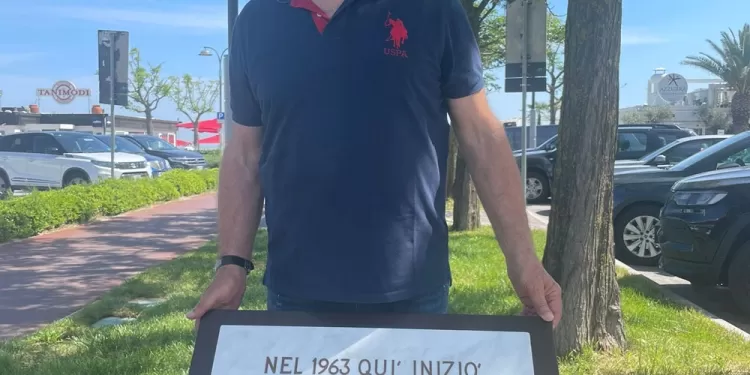 TANIMODI
USPA
NEL 1963 QUI' INIZIO'